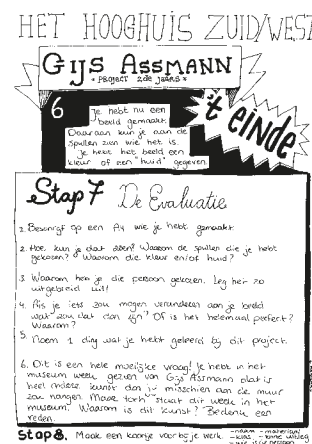 HET HOOGHUIS ZUID/WEST
GIJS ASSMANN
* PROJECT 2de JAARS *
't einde
6
Je hebt nu een
beeld gemaakt.
Daaraan kun je aan de
spullen zien wie het is.
Je hebt het beeld een
kleur of een "huid" gegeven.
Stap 7 De Evaluatie
1. Beschrijf op een A4 wie je hebt gemaakt.
2. Hoe kun je dat zien? Waarom de spullen die je hebt
gekozen? Waarom die kleur en/of huid?
3. Waarom heb je die persoon gekozen. Leg het zo
uitgebreid uit!
4. Als je iets zou mogen veranderen aan je beeld
wat zou dat dan zijn? Of is het helemaal perfect?
Waarom?
5. Noem 1 ding wat je hebt geleerd bij dit project.
6. Dit is een hele moeilijke vraag! Je hebt in het
museum werk gezien van Gijs Assmann dat is
heel andere kunst dan je misschien aan de muur
zou hangen. Maar toch staat dit werk in het
museum. Waarom is dit kunst? Bedenk een
reden.
Stap 8. Maak een kaartje voor bij je werk.
- naam - materiaal
- klas